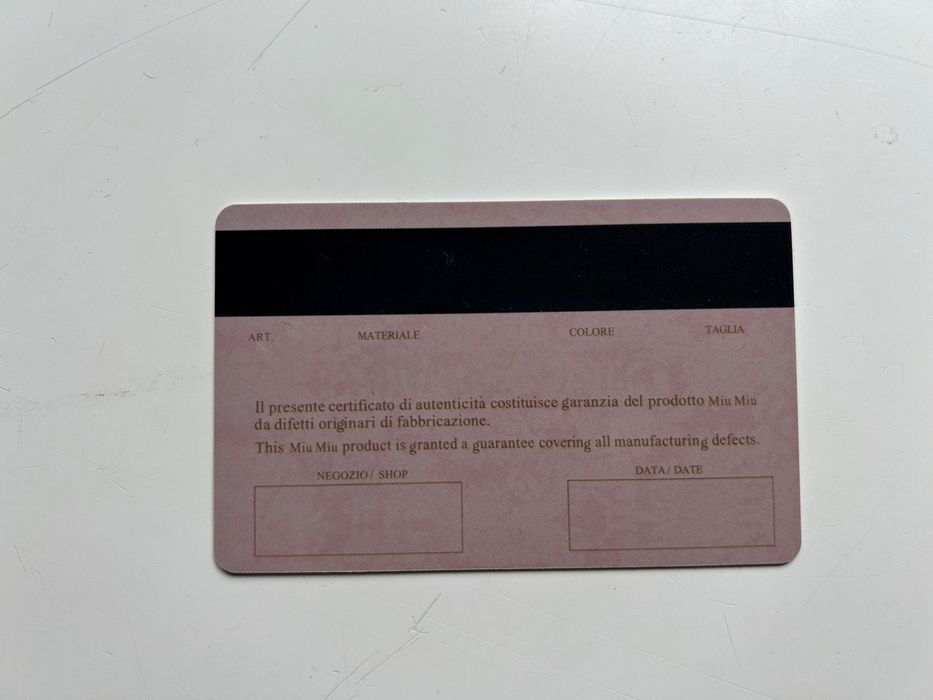 ART. MATERIALE COLORE TAGLIA
Il presente certificato di autenticità costituisce garanzia del prodotto Miu Miu
da difetti originari di fabbricazione.
This Miu Miu product is granted a guarantee covering all manufacturing defects.
NEGOZIO / SHOP DATA / DATE